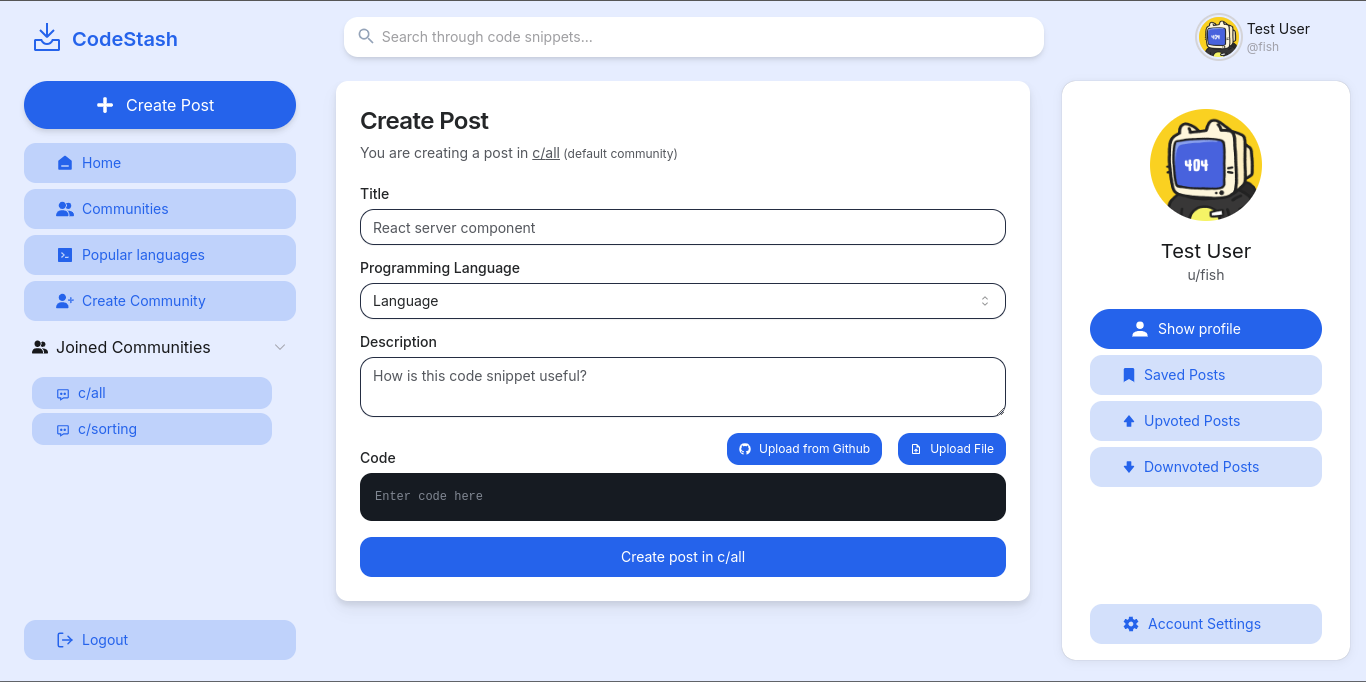 CodeStash
Search through code snippets...
Test User
@fish
Create Post
Home
Communities
Popular languages
Create Community
Joined Communities
c/all
c/sorting
Logout
Create Post
You are creating a post in c/all (default community)
Title
React server component
Programming Language
Language
Description
How is this code snippet useful?
Code
Upload from Github
Upload File
Enter code here
Create post in c/all
404
Test User
u/fish
Show profile
Saved Posts
Upvoted Posts
Downvoted Posts
Account Settings